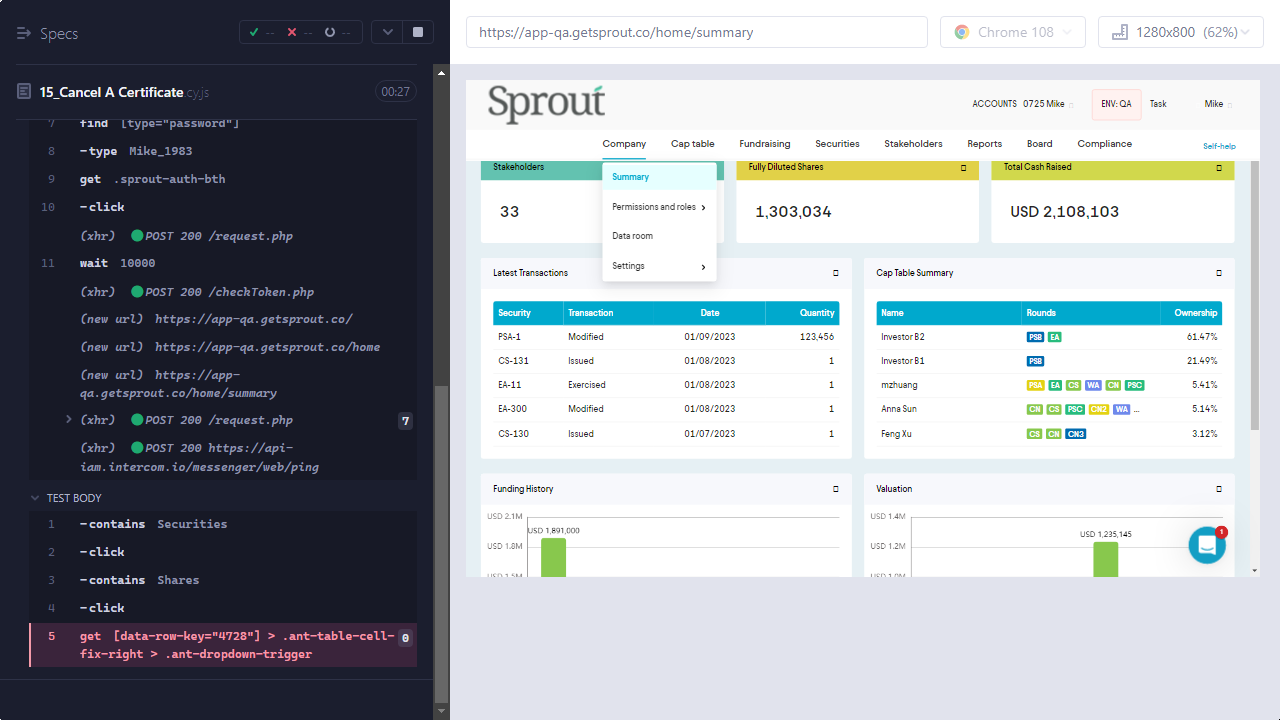 Specs
-- -- --
15_Cancel A Certificate.cy.js 00:27
7 find [type="password"]
8 -type Mike_1983
9 get .sprout-auth-bth
10 -click
(xhr) POST 200 /request.php
11 wait 10000
(xhr) POST 200 /checkToken.php
(new url) https://app-qa.getsprout.co/
(new url) https://app-qa.getsprout.co/home
(new url) https://app-
qa.getsprout.co/home/summary
(xhr) POST 200 /request.php 7
(xhr) POST 200 https://api-
iam.intercom.io/messenger/web/ping
TEST BODY
1 -contains Securities
2 -click
3 -contains Shares
4 -click
5 get [data-row-key="4728"] > .ant-table-cell- 0
fix-right > .ant-dropdown-trigger
https://app-qa.getsprout.co/home/summary
Chrome 108
1280x800 (62%)
Sprout
ACCOUNTS 0725 Mike ENV: QA Task Mike
Company Cap table Fundraising Securities Stakeholders Reports Board Compliance Self-help
Summary
Permissions and roles
Data room
Settings
Stakeholders
33
Fully Diluted Shares
1,303,034
Total Cash Raised
USD 2,108,103
Latest Transactions
Security Transaction Date Quantity
PSA-1 Modified 01/09/2023 123,456
CS-131 Issued 01/08/2023 1
EA-11 Exercised 01/08/2023 1
EA-300 Modified 01/08/2023 1
CS-130 Issued 01/07/2023 1
Cap Table Summary
Name Rounds Ownership
Investor B2 PSB EA 61.47%
Investor B1 PSB 21.49%
mzhuang PSA EA CS WA CN PSC 5.41%
Anna Sun CN CS PSC CN2 WA ... 5.14%
Feng Xu CS CN CN3 3.12%
Funding History
USD 2.1M
USD 1,891,000
USD 1.8M
USD 1.5M
Valuation
USD 1.4M
USD 1,235,145
USD 1.2M
USD 1.0M
1